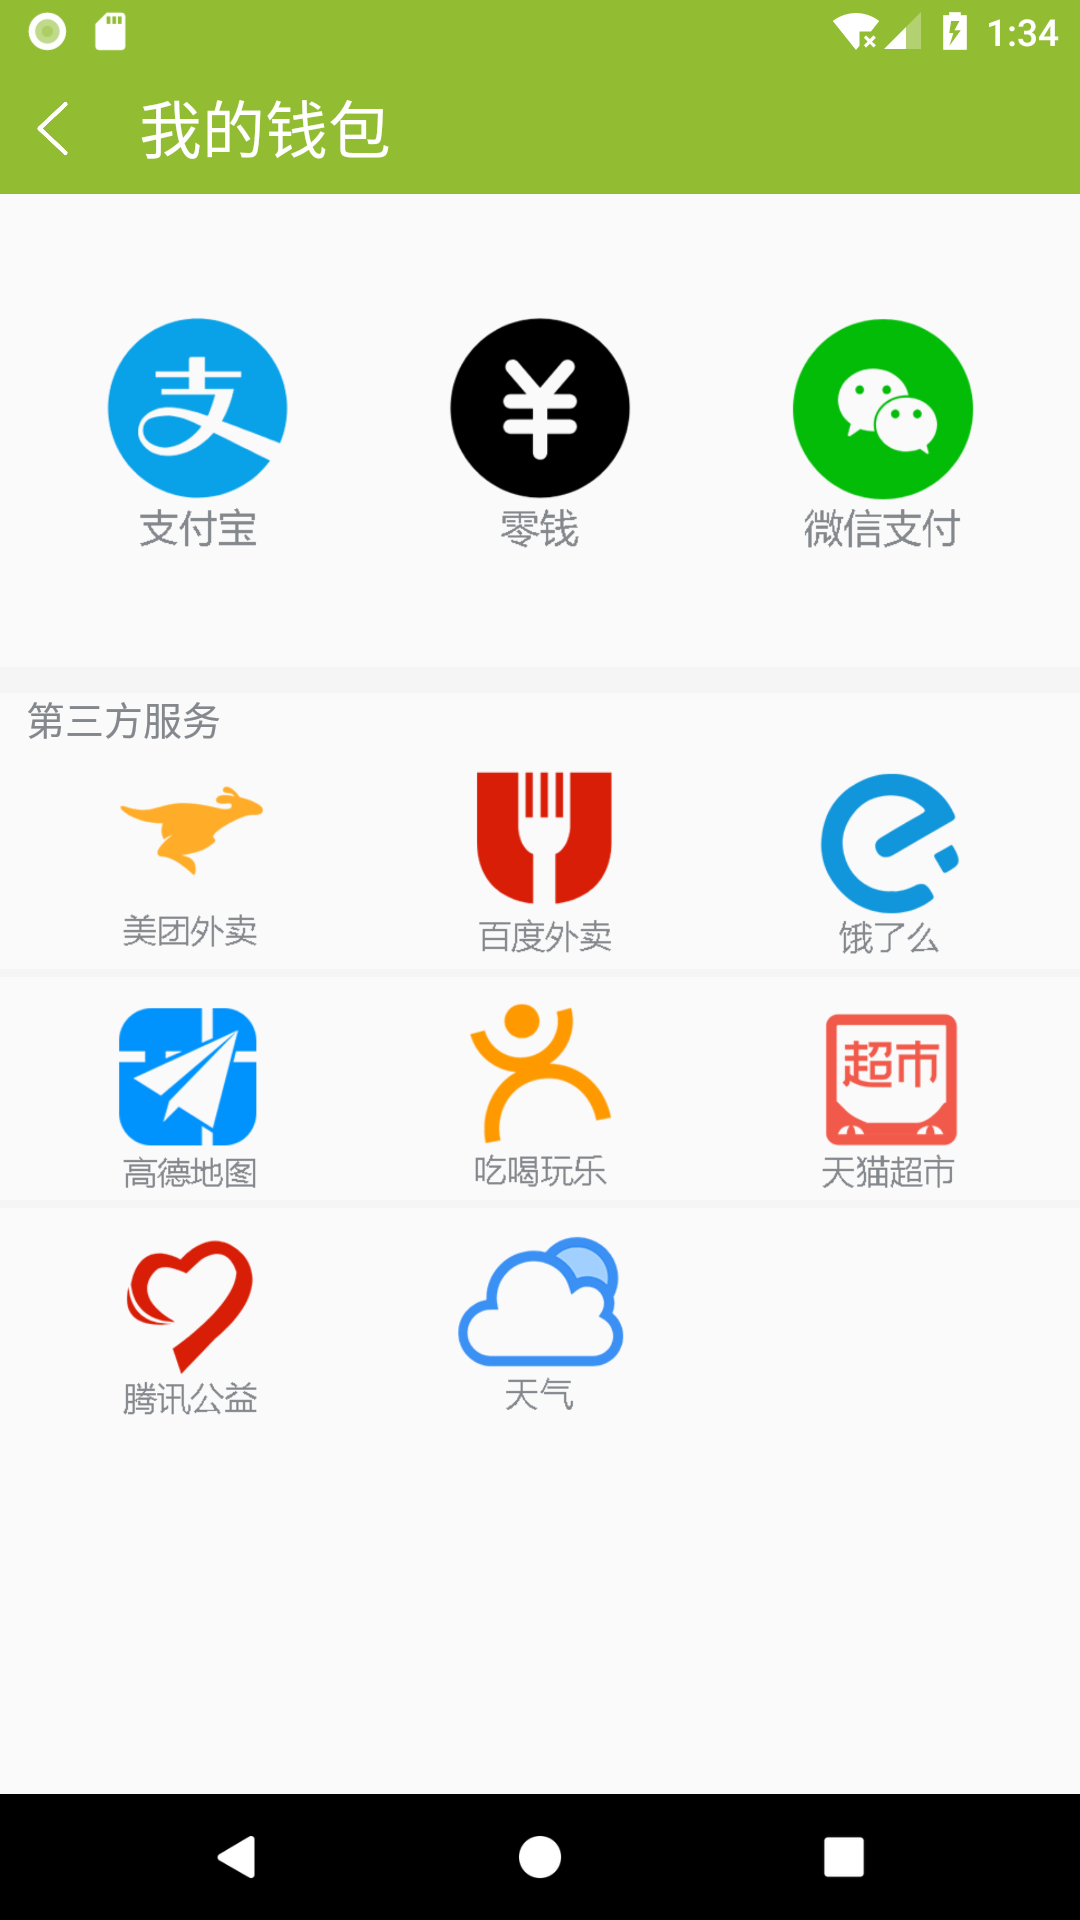 1:34
我的钱包
支付宝 零钱 微信支付
第三方服务
超市
美团外卖 百度外卖 饿了么
高德地图 吃喝玩乐 天猫超市
腾讯公益 天气